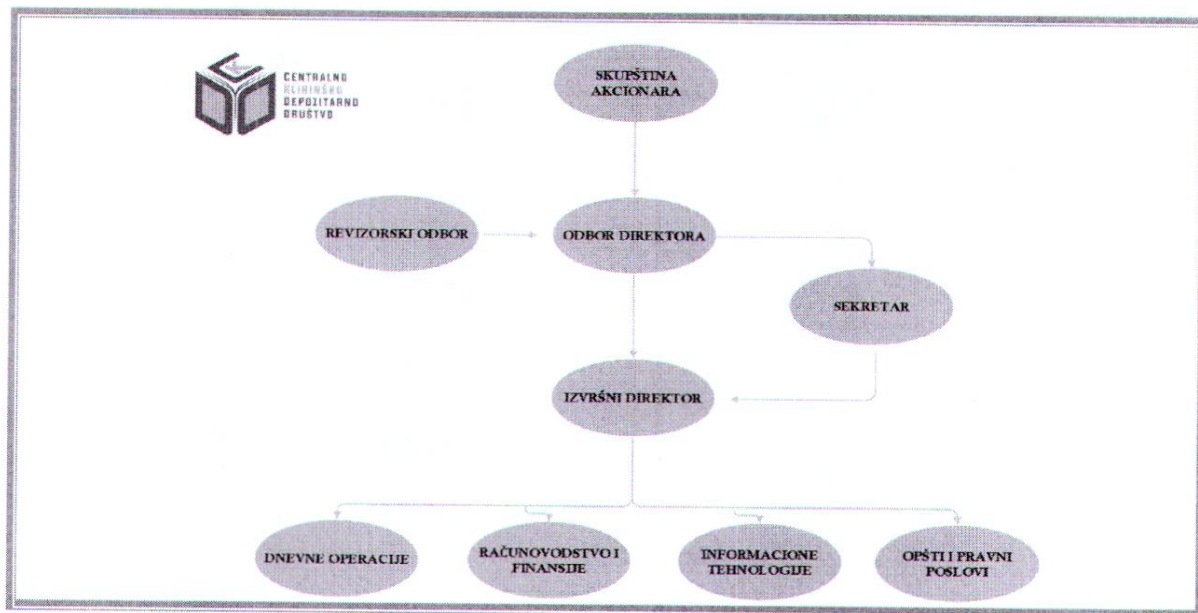 CENTRALNO
KLIRINŠKO
DEPOZITARNO
DRUŠTVO
SKUPŠTINA
AKCIONARA
REVIZORSKI ODBOR
ODBOR DIREKTORA
SEKRETAR
IZVRŠNI DIREKTOR
DNEVNE OPERACIJE
RAČUNOVODSTVO I
FINANSIJE
INFORMACIONE
TEHNOLOGIJE
OPŠTI I PRAVNI
POSLOVI